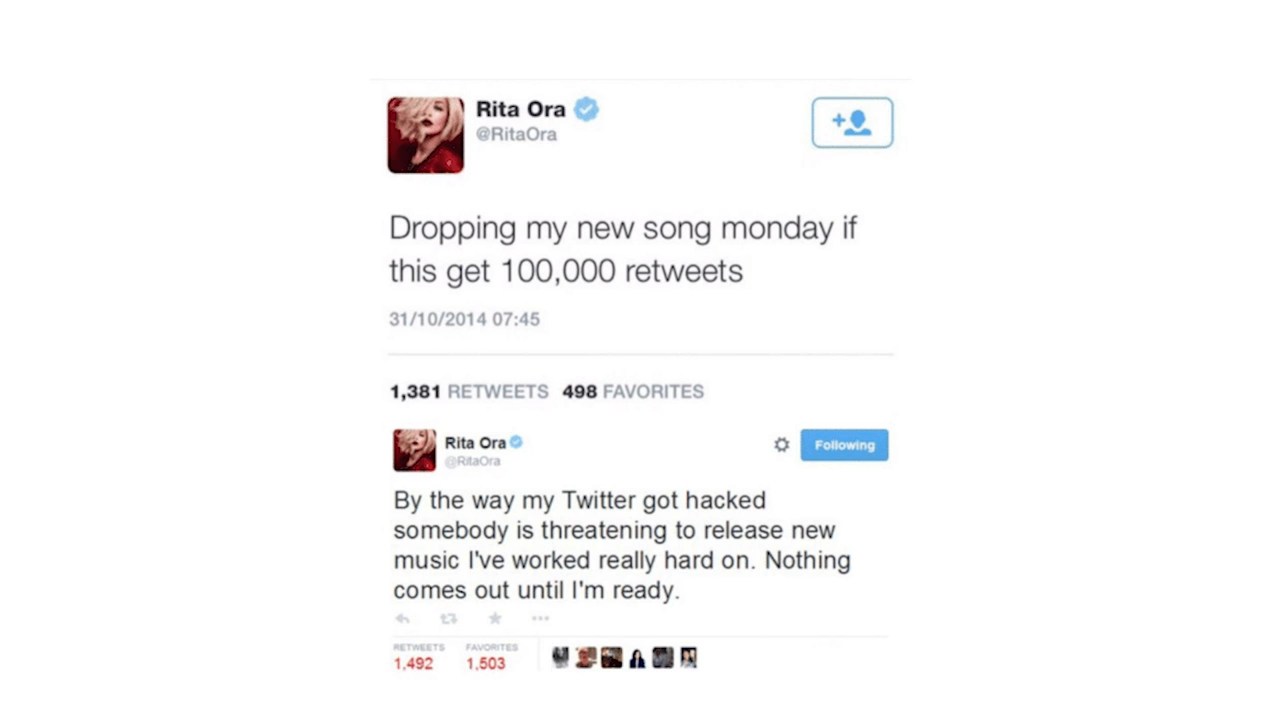 Rita Ora
@RitaOra
Dropping my new song monday if
this get 100,000 retweets
31/10/2014 07:45
1,381 RETWEETS 498 FAVORITES
Rita Ora
@RitaOra
Following
By the way my Twitter got hacked
somebody is threatening to release new
music I've worked really hard on. Nothing
comes out until I'm ready.
RETWEETS FAVORITES
1,492 1,503